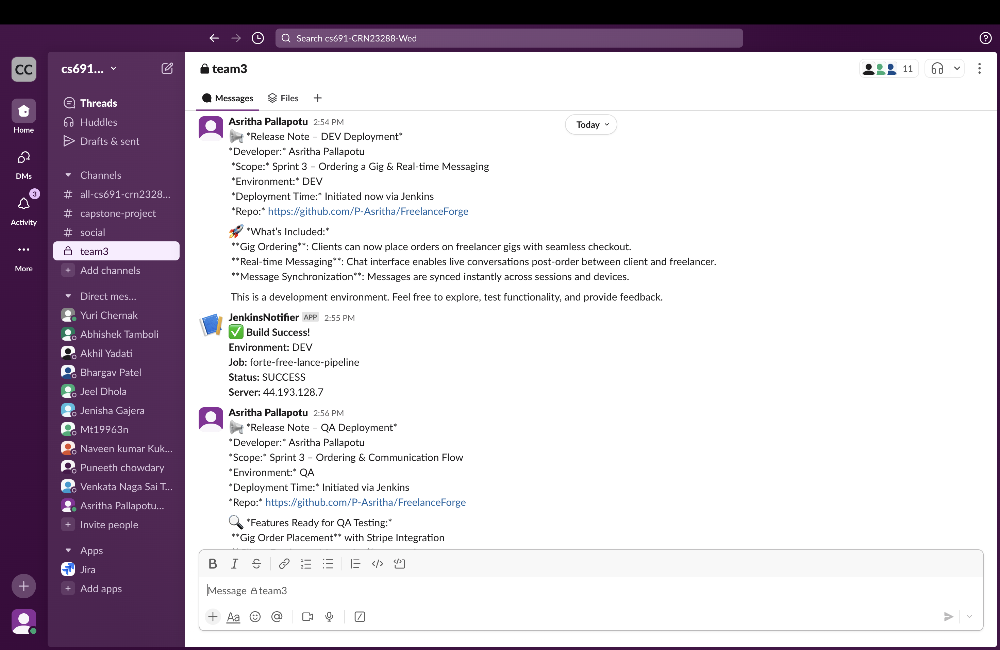 Search cs691-CRN23288-Wed
CC
Home
DMs
3
Activity
More
cs691...
Threads
Huddles
Drafts & sent
Channels
# all-cs691-crn2328...
# capstone-project
# social
team3
+ Add channels
Direct mes...
Yuri Chernak
Abhishek Tamboli
Akhil Yadati
Bhargav Patel
Jeel Dhola
Jenisha Gajera
Mt19963n
Naveen kumar Kuk...
Puneeth chowdary
Venkata Naga Sai T...
Asritha Pallapotu...
+ Invite people
Apps
Jira
+ Add apps
team3
11
Messages
Files
Today
Asritha Pallapotu 2:54 PM
📢 *Release Note – DEV Deployment*
*Developer:* Asritha Pallapotu
*Scope:* Sprint 3 – Ordering a Gig & Real-time Messaging
*Environment:* DEV
*Deployment Time:* Initiated now via Jenkins
*Repo:* https://github.com/P-Asritha/FreelanceForge
🚀 *What’s Included:*
**Gig Ordering**: Clients can now place orders on freelancer gigs with seamless checkout.
**Real-time Messaging**: Chat interface enables live conversations post-order between client and freelancer.
**Message Synchronization**: Messages are synced instantly across sessions and devices.
This is a development environment. Feel free to explore, test functionality, and provide feedback.
JenkinsNotifier APP 2:55 PM
✅ Build Success!
Environment: DEV
Job: forte-free-lance-pipeline
Status: SUCCESS
Server: 44.193.128.7
Asritha Pallapotu 2:56 PM
📢 *Release Note – QA Deployment*
*Developer:* Asritha Pallapotu
*Scope:* Sprint 3 – Ordering & Communication Flow
*Environment:* QA
*Deployment Time:* Initiated via Jenkins
*Repo:* https://github.com/P-Asritha/FreelanceForge
🔍 *Features Ready for QA Testing:*
**Gig Order Placement** with Stripe Integration
B I S
Message team3
Aa